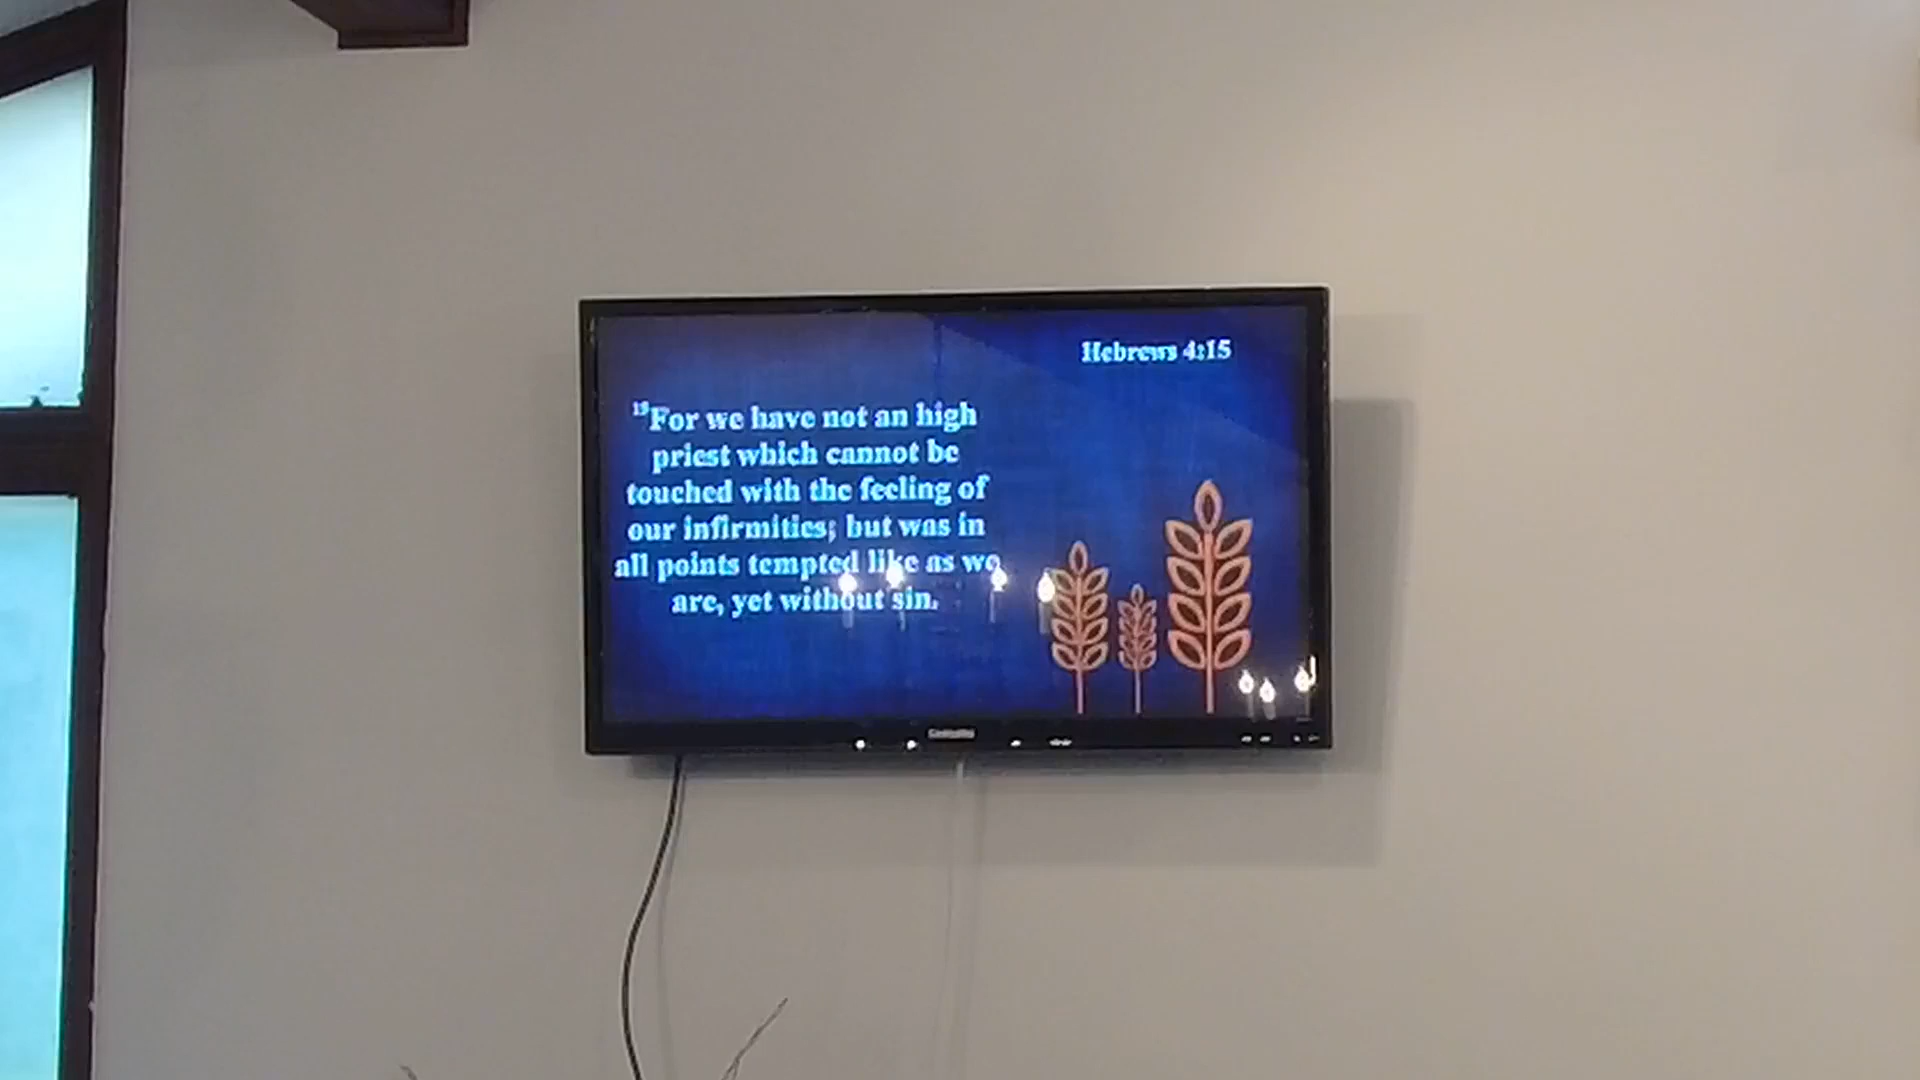 Hebrews 4:15
15For we have not an high
priest which cannot be
touched with the feeling of
our infirmities; but was in
all points tempted like as we
are, yet without sin.